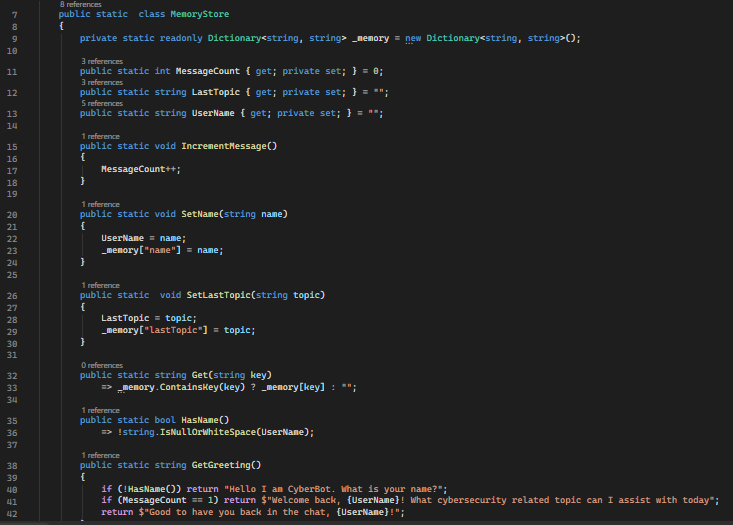 8 references
7 public static  class MemoryStore
8 {
9 private static readonly Dictionary<string, string> _memory = new Dictionary<string, string>();
10
3 references
11 public static int MessageCount { get; private set; } = 0;
3 references
12 public static string LastTopic { get; private set; } = "";
5 references
13 public static string UserName { get; private set; } = "";
14
1 reference
15 public static void IncrementMessage()
16 {
17 MessageCount++;
18 }
19
1 reference
20 public static void SetName(string name)
21 {
22 UserName = name;
23 _memory["name"] = name;
24 }
25
1 reference
26 public static  void SetLastTopic(string topic)
27 {
28 LastTopic = topic;
29 _memory["lastTopic"] = topic;
30 }
31
0 references
32 public static string Get(string key)
33 => _memory.ContainsKey(key) ? _memory[key] : "";
34
1 reference
35 public static bool HasName()
36 => !string.IsNullOrWhiteSpace(UserName);
37
1 reference
38 public static string GetGreeting()
39 {
40 if (!HasName()) return "Hello I am CyberBot. What is your name?";
41 if (MessageCount == 1) return $"Welcome back, {UserName}! What cybersecurity related topic can I assist with today";
42 return $"Good to have you back in the chat, {UserName}!";